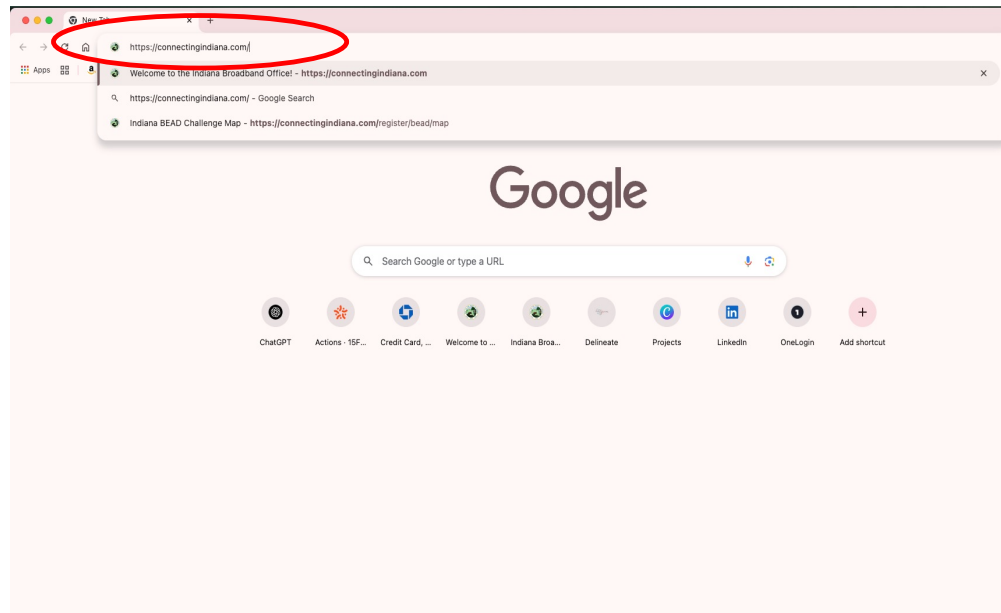 New Tab
https://connectingindiana.com/
Apps
Welcome to the Indiana Broadband Office! - https://connectingindiana.com
https://connectingindiana.com/ - Google Search
Indiana BEAD Challenge Map - https://connectingindiana.com/register/bead/map
Google
Search Google or type a URL
ChatGPT
Actions · 15F...
Credit Card, ...
Welcome to ...
Indiana Broa...
Delineate
Projects
LinkedIn
OneLogin
Add shortcut